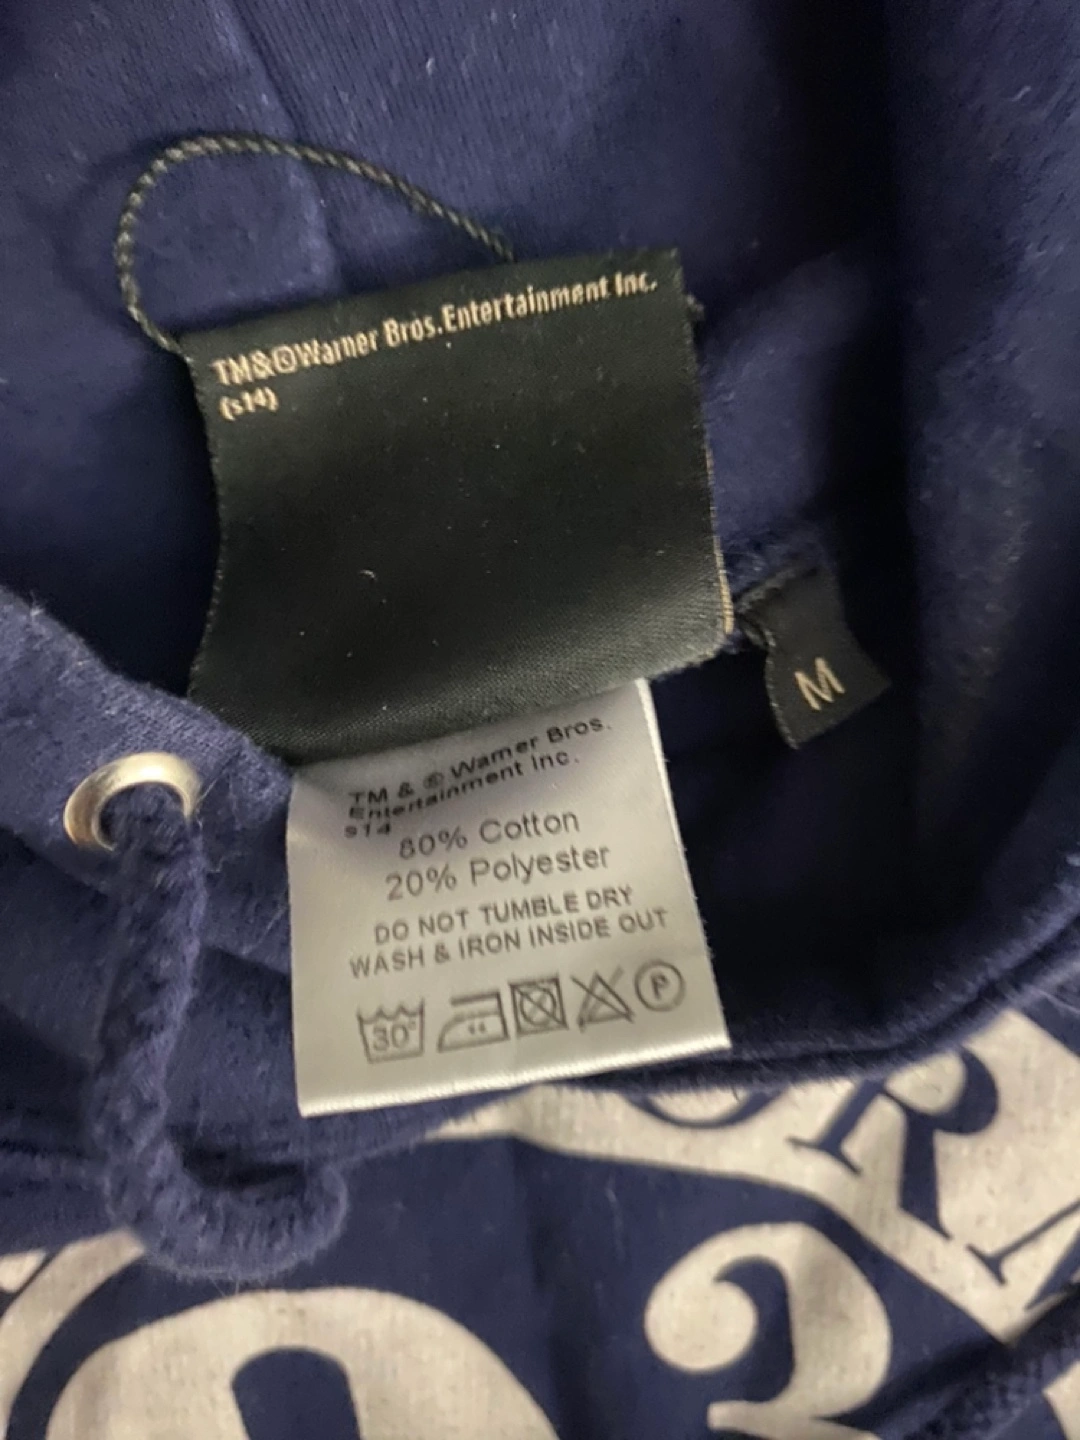 TM&©Warner Bros.Entertainment Inc.
(s14)
M
TM & © Warner Bros.
Entertainment Inc.
s14
80% Cotton
20% Polyester
DO NOT TUMBLE DRY
WASH & IRON INSIDE OUT
30° P
3